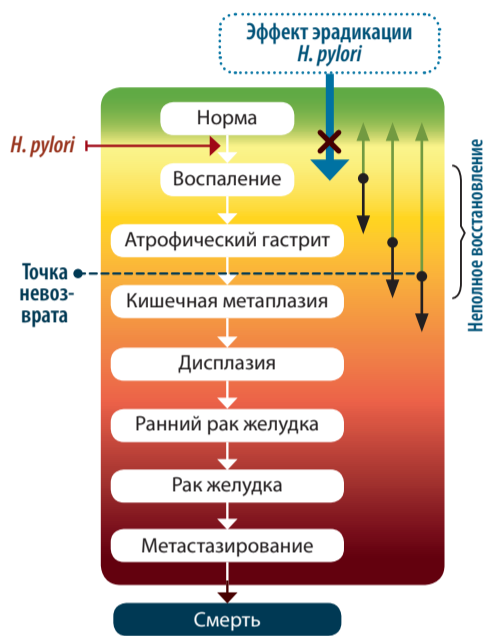 Эффект эрадикации
H. pylori
Норма
H. pylori
Воспаление
Атрофический гастрит
Точка
невоз-
врата
Кишечная метаплазия
Неполное восстановление
Дисплазия
Ранний рак желудка
Рак желудка
Метастазирование
Смерть